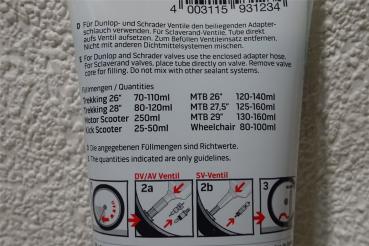 4 003115 931234
D Für Dunlop- und Schrader Ventile den beiliegenden Adapter-
schlauch verwenden. Für Sclaverand-Ventile, Tube direkt
aufs Ventil aufsetzen. Zum Befüllen Ventileinsatz entfernen.
Nicht mit anderen Dichtmittelsystemen mischen.
E For Dunlop and Schrader valves use the enclosed adapter hose.
For Sclaverand valves, place tube directly on valve. Remove valve
core for filling. Do not mix with other sealant systems.
Füllmengen / Quantities
Trekking 26" 70-110ml MTB 26" 120-140ml
Trekking 28" 80-120ml MTB 27,5" 125-160ml
Motor Scooter 250ml MTB 29" 130-160ml
Kick Scooter 25-50ml Wheelchair 80-100ml
D Die angegebenen Füllmengen sind Richtwerte.
The quantities indicated are only guidelines.
DV/AV Ventil SV-Ventil
2a 2b 3